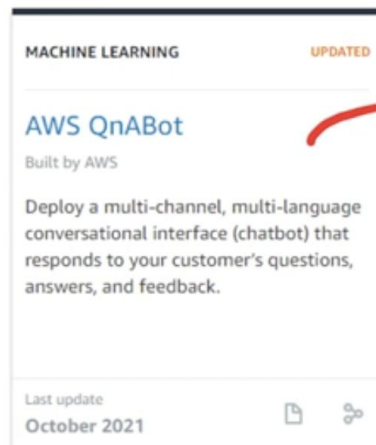 MACHINE LEARNING
UPDATED
AWS QnABot
Built by AWS
Deploy a multi-channel, multi-language
conversational interface (chatbot) that
responds to your customer's questions,
answers, and feedback.
Last update
October 2021